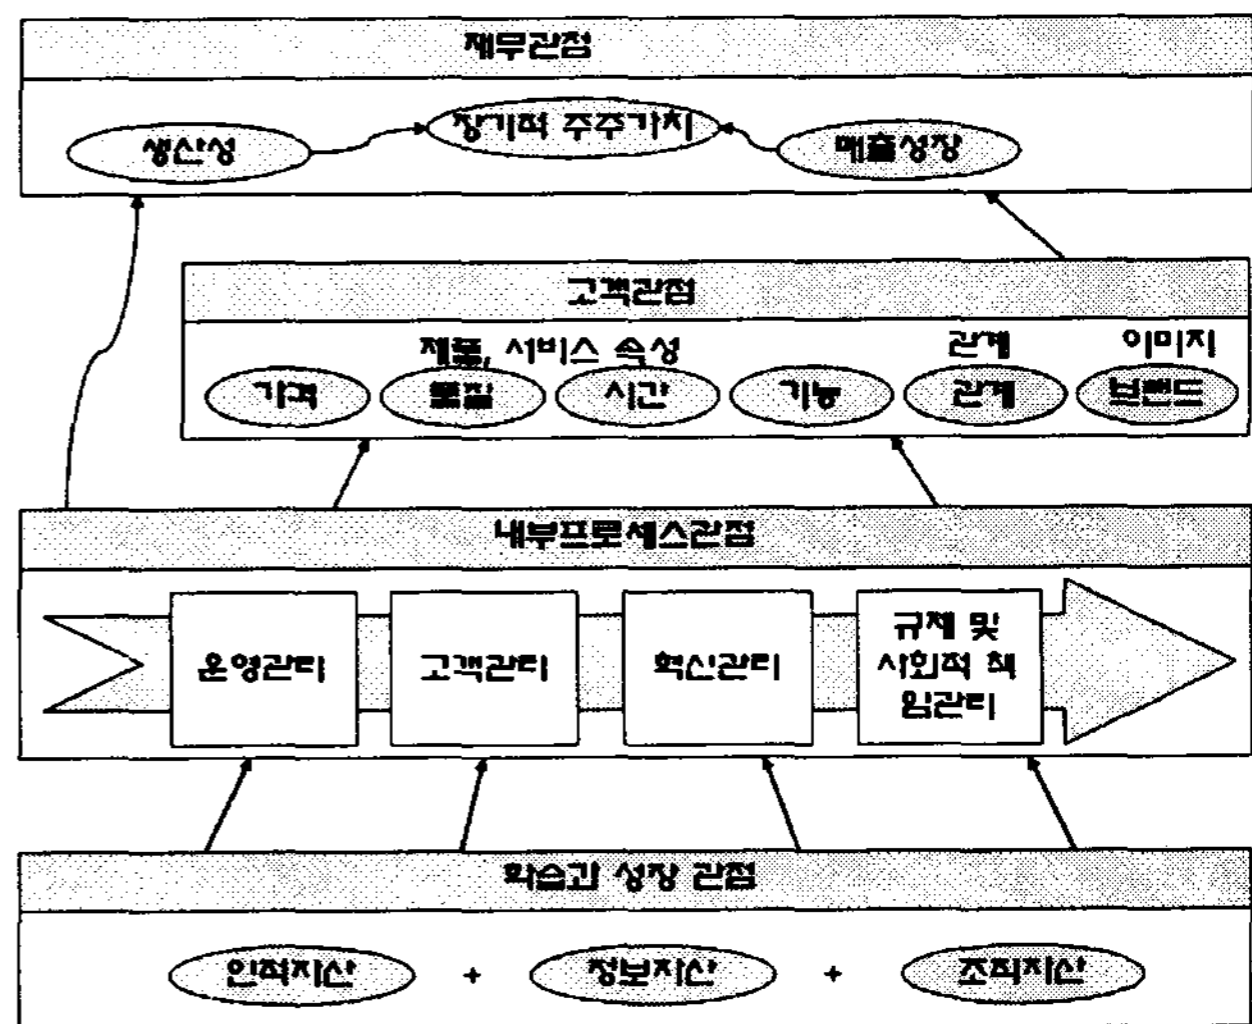 재무관점
장기적 주주가치
생산성
매출성장
고객관점
제품, 서비스 속성 관계 이미지
가격 품질 시간 기능 관계 브랜드
내부프로세스관점
운영관리
고객관리
혁신관리
규제 및
사회적 책
임관리
학습과 성장 관점
인적자산 + 정보자산 + 조직자산